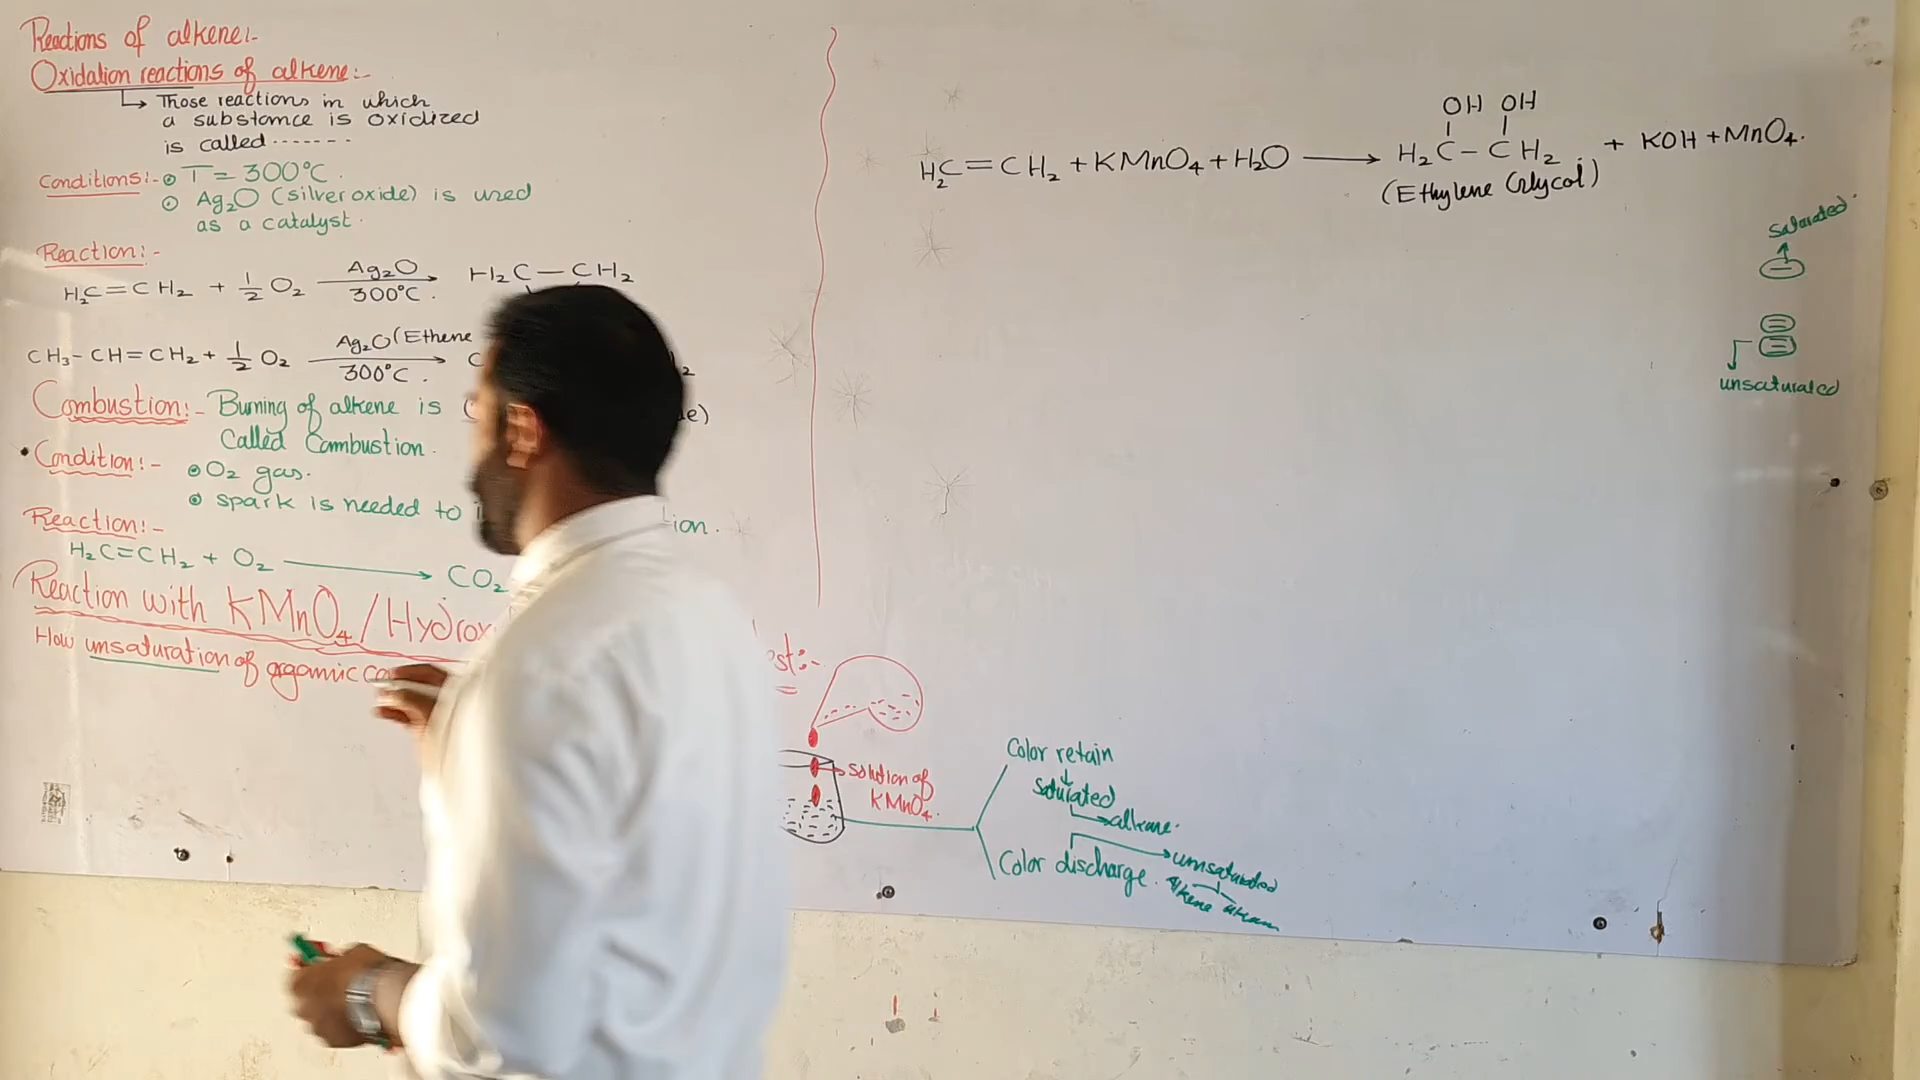 Reactions of alkene:-
Oxidation reactions of alkene:-
Those reactions in which
a substance is oxidized
is called .......
Conditions:- T = 300°C.
Ag₂O (silver oxide) is used
as a catalyst.
Reaction:-
H₂C=CH₂ + 1/2 O₂ Ag₂O 300°C. H₂C—CH₂
CH₃-CH=CH₂ + 1/2 O₂ Ag₂O (Ethene 300°C.
Combustion:- Burning of alkene is
Called Combustion.
Condition:- O₂ gas.
spark is needed to
Reaction:-
H₂C=CH₂ + O₂ → CO₂
Reaction with KMnO₄/Hydrox
How unsaturation of organic co
H₂C=CH₂ + KMnO₄ + H₂O → H₂C-CH₂ + KOH + MnO₄.
OH OH
(Ethylene Glycol)
Saturated.
unsaturated
est:-
Solution of
KMnO₄.
Color retain
Saturated
alkane.
Color discharge.
unsaturated
Alkene